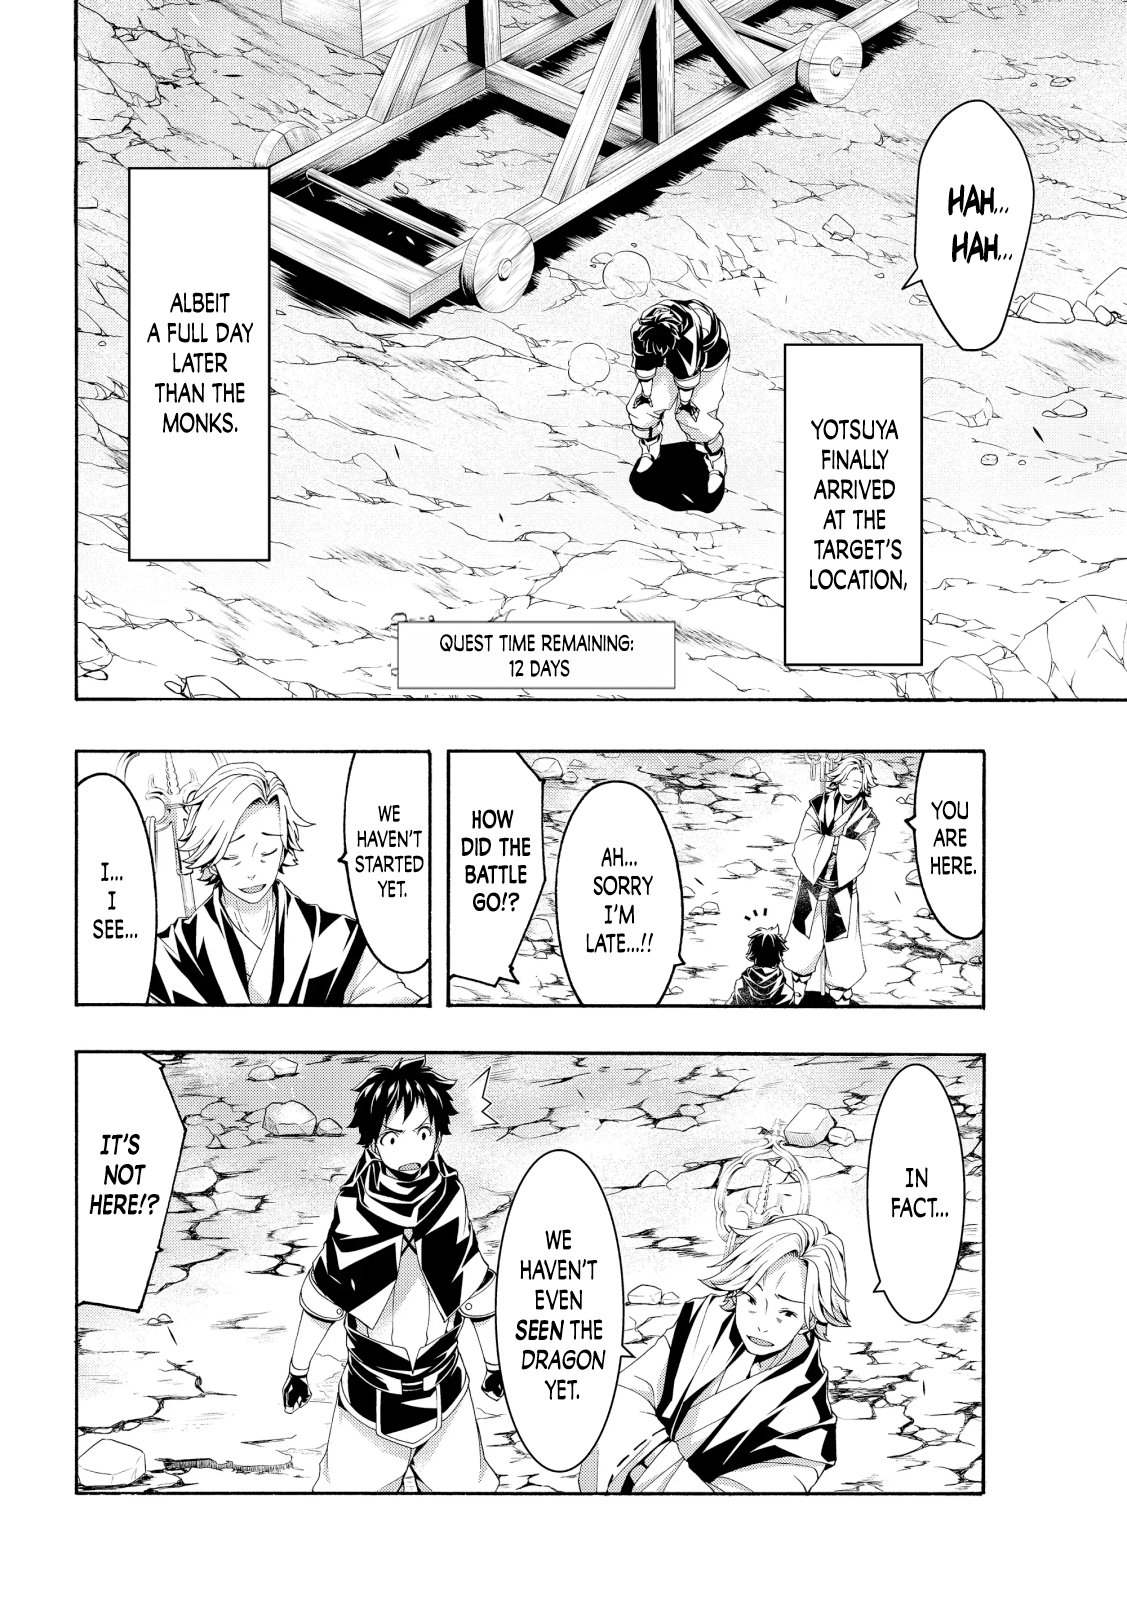 HAH...
HAH...
YOTSUYA
FINALLY
ARRIVED
AT THE
TARGET'S
LOCATION,
ALBEIT
A FULL DAY
LATER
THAN THE
MONKS.
QUEST TIME REMAINING:
12 DAYS
YOU
ARE
HERE.
AH...
SORRY
I'M
LATE...!!
HOW
DID THE
BATTLE
GO!?
WE
HAVEN'T
STARTED
YET.
I...
I
SEE...
IN
FACT...
WE
HAVEN'T
EVEN
SEEN THE
DRAGON
YET.
IT'S
NOT
HERE!?